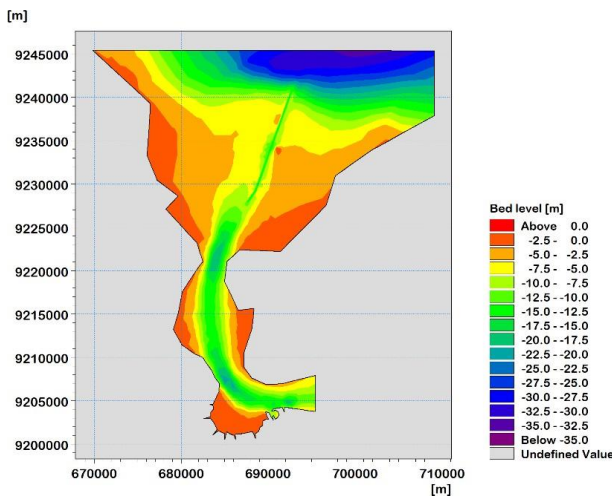 [m]
9245000
9240000
9235000
9230000
9225000
9220000
9215000
9210000
9205000
9200000
670000 680000 690000 700000 710000
[m]
Bed level [m]
Above 0.0
-2.5 - 0.0
-5.0 - -2.5
-7.5 - -5.0
-10.0 - -7.5
-12.5 - -10.0
-15.0 - -12.5
-17.5 - -15.0
-20.0 - -17.5
-22.5 - -20.0
-25.0 - -22.5
-27.5 - -25.0
-30.0 - -27.5
-32.5 - -30.0
-35.0 - -32.5
Below -35.0
Undefined Value